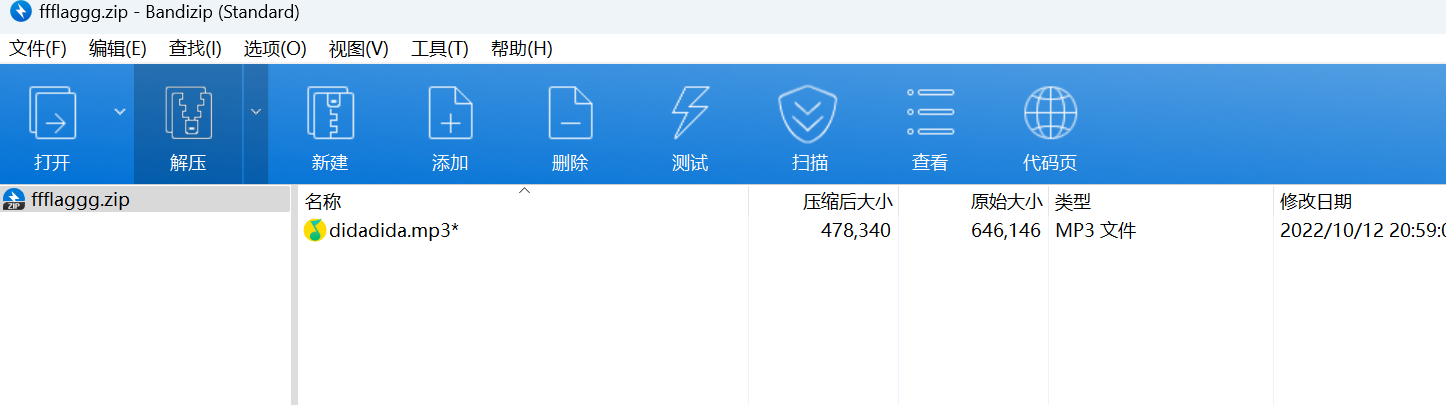 ffflaggg.zip - Bandizip (Standard)
文件(F) 编辑(E) 查找(I) 选项(O) 视图(V) 工具(T) 帮助(H)
打开 解压 新建 添加 删除 测试 扫描 查看 代码页
ffflaggg.zip
ZIP
名称 压缩后大小 原始大小 类型 修改日期
didadida.mp3* 478,340 646,146 MP3 文件 2022/10/12 20:59:0